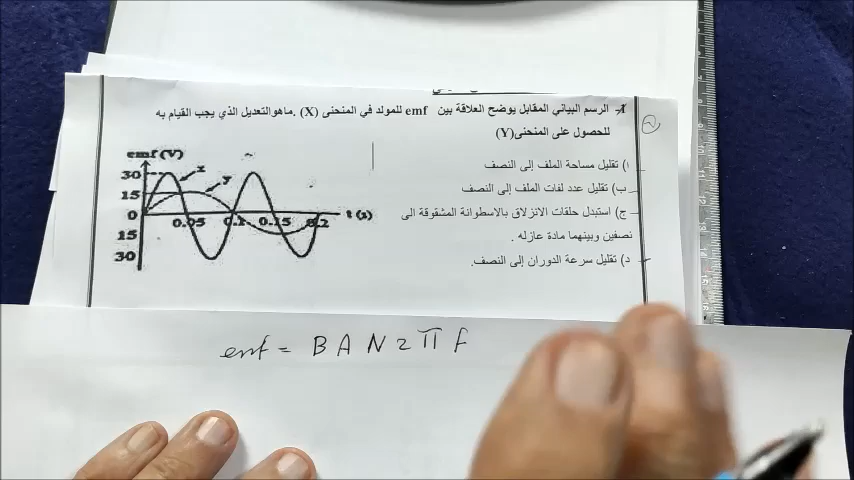 الرسم البياني المقابل يوضح العلاقة بين emf للمولد في المنحنى (X) .ماهوالتعديل الذي يجب القيام به
للحصول على المنحنى(Y)
ا) تقليل مساحة الملف إلى النصف
ب) تقليل عدد لفات الملف إلى النصف
ج) استبدل حلقات الانزلاق بالاسطوانة المشقوقة الى
نصفين وبينهما مادة عازله .
د) تقليل سرعة الدوران إلى النصف.
emf (V)
x
y
30
15
0
15
30
0.05 0.1 0.15 0.2
t (s)
emf = B A N 2 π f